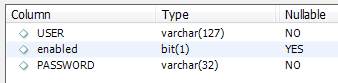 Column Type Nullable
USER varchar(127) NO
enabled bit(1) YES
PASSWORD varchar(32) NO